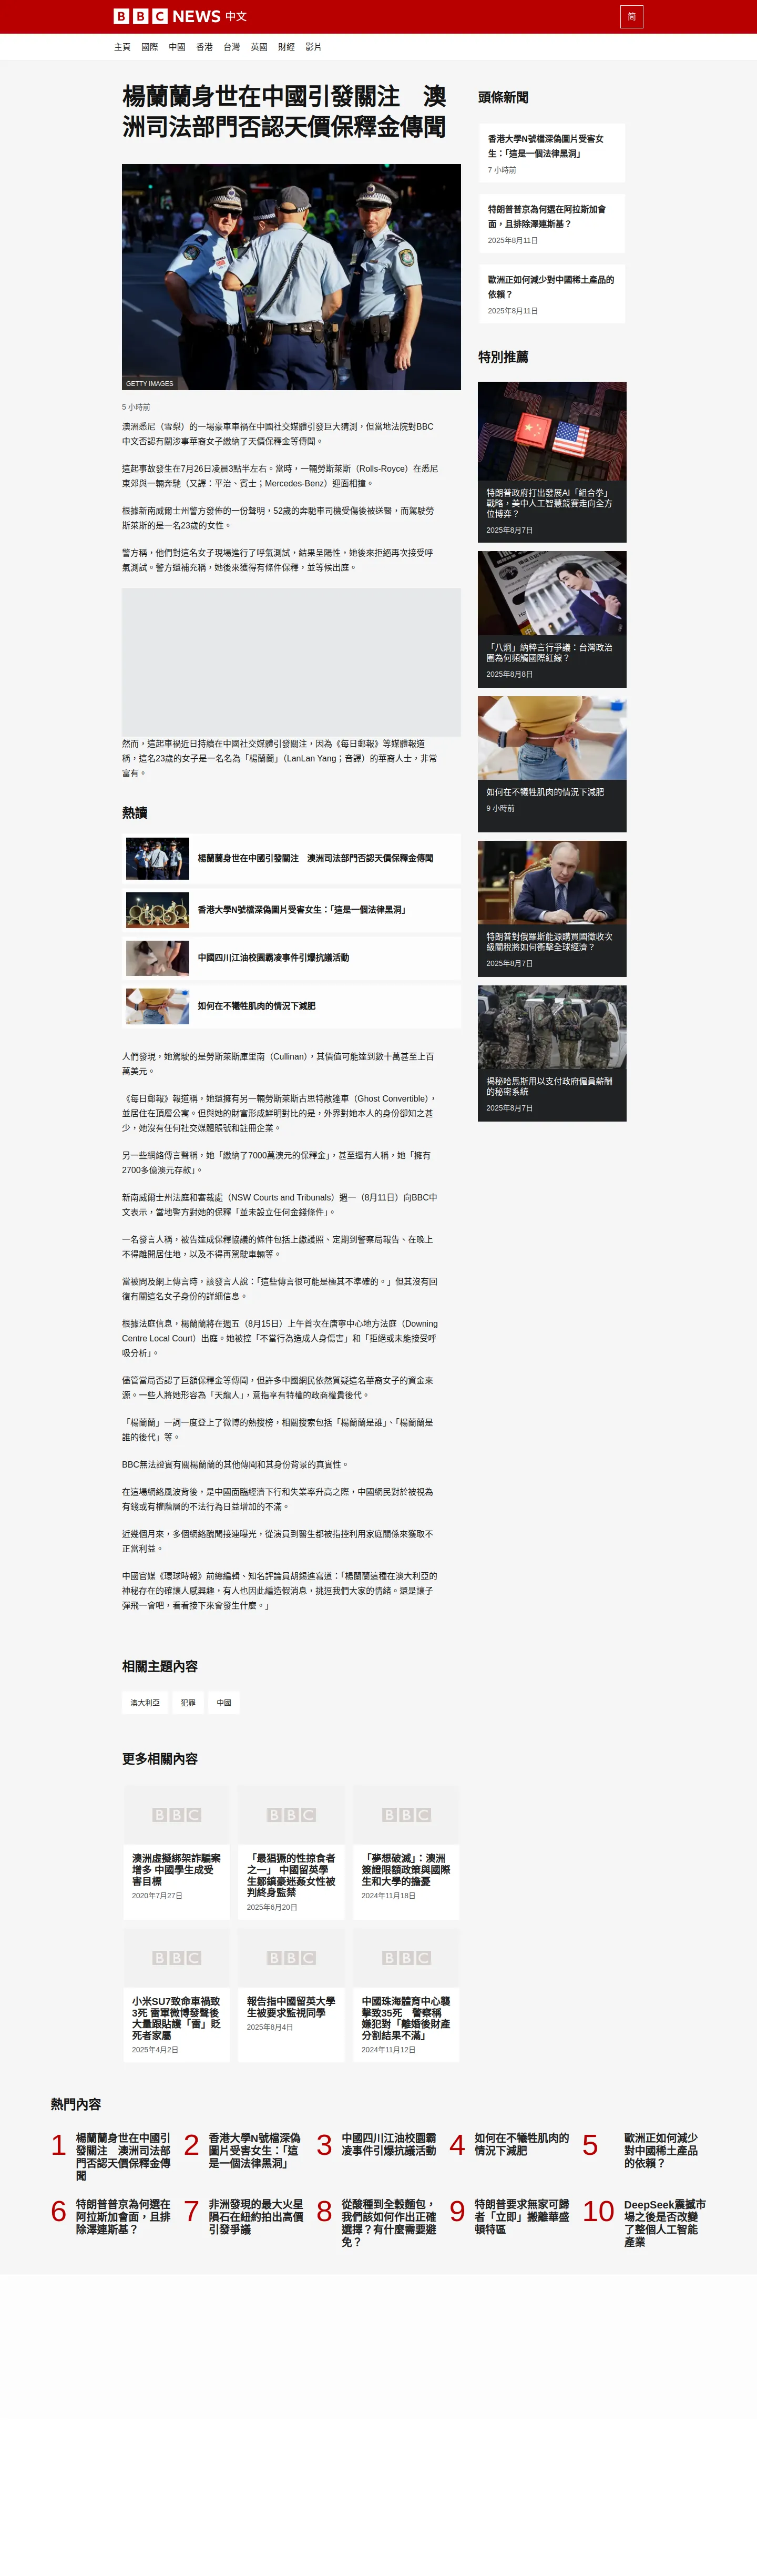 BBC NEWS 中文
简
主頁 國際 中國 香港 台灣 英國 財經 影片
楊蘭蘭身世在中國引發關注　澳
洲司法部門否認天價保釋金傳聞
GETTY IMAGES
5 小時前
澳洲悉尼（雪梨）的一場豪車車禍在中國社交媒體引發巨大猜測，但當地法院對BBC
中文否認有關涉事華裔女子繳納了天價保釋金等傳聞。
這起事故發生在7月26日凌晨3點半左右。當時，一輛勞斯萊斯（Rolls-Royce）在悉尼
東郊與一輛奔馳（又譯：平治、賓士；Mercedes-Benz）迎面相撞。
根據新南威爾士州警方發佈的一份聲明，52歲的奔馳車司機受傷後被送醫，而駕駛勞
斯萊斯的是一名23歲的女性。
警方稱，他們對這名女子現場進行了呼氣測試，結果呈陽性，她後來拒絕再次接受呼
氣測試。警方還補充稱，她後來獲得有條件保釋，並等候出庭。
然而，這起車禍近日持續在中國社交媒體引發關注，因為《每日郵報》等媒體報道
稱，這名23歲的女子是一名名為「楊蘭蘭」（LanLan Yang；音譯）的華裔人士，非常
富有。
熱讀
楊蘭蘭身世在中國引發關注　澳洲司法部門否認天價保釋金傳聞
香港大學N號檔深偽圖片受害女生：「這是一個法律黑洞」
中國四川江油校園霸凌事件引爆抗議活動
如何在不犧牲肌肉的情況下減肥
人們發現，她駕駛的是勞斯萊斯庫里南（Cullinan），其價值可能達到數十萬甚至上百
萬美元。
《每日郵報》報道稱，她還擁有另一輛勞斯萊斯古思特敞篷車（Ghost Convertible），
並居住在頂層公寓。但與她的財富形成鮮明對比的是，外界對她本人的身份卻知之甚
少，她沒有任何社交媒體賬號和註冊企業。
另一些網絡傳言聲稱，她「繳納了7000萬澳元的保釋金」，甚至還有人稱，她「擁有
2700多億澳元存款」。
新南威爾士州法庭和審裁處（NSW Courts and Tribunals）週一（8月11日）向BBC中
文表示，當地警方對她的保釋「並未設立任何金錢條件」。
一名發言人稱，被告達成保釋協議的條件包括上繳護照、定期到警察局報告、在晚上
不得離開居住地，以及不得再駕駛車輛等。
當被問及網上傳言時，該發言人說：「這些傳言很可能是極其不準確的。」但其沒有回
復有關這名女子身份的詳細信息。
根據法庭信息，楊蘭蘭將在週五（8月15日）上午首次在唐寧中心地方法庭（Downing
Centre Local Court）出庭。她被控「不當行為造成人身傷害」和「拒絕或未能接受呼
吸分析」。
儘管當局否認了巨額保釋金等傳聞，但許多中國網民依然質疑這名華裔女子的資金來
源。一些人將她形容為「天龍人」，意指享有特權的政商權貴後代。
「楊蘭蘭」一詞一度登上了微博的熱搜榜，相關搜索包括「楊蘭蘭是誰」、「楊蘭蘭是
誰的後代」等。
BBC無法證實有關楊蘭蘭的其他傳聞和其身份背景的真實性。
在這場網絡風波背後，是中國面臨經濟下行和失業率升高之際，中國網民對於被視為
有錢或有權階層的不法行為日益增加的不滿。
近幾個月來，多個網絡醜聞接連曝光，從演員到醫生都被指控利用家庭關係來獲取不
正當利益。
中國官媒《環球時報》前總編輯、知名評論員胡錫進寫道：「楊蘭蘭這種在澳大利亞的
神秘存在的確讓人感興趣，有人也因此編造假消息，挑逗我們大家的情緒。還是讓子
彈飛一會吧，看看接下來會發生什麼。」
相關主題內容
澳大利亞 犯罪 中國
更多相關內容
BBC BBC BBC
澳洲虛擬綁架詐騙案
增多 中國學生成受
害目標
2020年7月27日
「最猖獗的性掠食者
之一」 中國留英學
生鄒鎮豪迷姦女性被
判終身監禁
2025年6月20日
「夢想破滅」：澳洲
簽證限額政策與國際
生和大學的擔憂
2024年11月18日
BBC BBC BBC
小米SU7致命車禍致
3死 雷軍微博發聲後
大量跟貼護「雷」貶
死者家屬
2025年4月2日
報告指中國留英大學
生被要求監視同學
2025年8月4日
中國珠海體育中心襲
擊致35死　警察稱
嫌犯對「離婚後財產
分割結果不滿」
2024年11月12日
頭條新聞
香港大學N號檔深偽圖片受害女
生：「這是一個法律黑洞」
7 小時前
特朗普普京為何選在阿拉斯加會
面，且排除澤連斯基？
2025年8月11日
歐洲正如何減少對中國稀土產品的
依賴？
2025年8月11日
特別推薦
特朗普政府打出發展AI「組合拳」
戰略，美中人工智慧競賽走向全方
位博弈？
2025年8月7日
「八炯」納粹言行爭議：台灣政治
圈為何頻觸國際紅線？
2025年8月8日
如何在不犧牲肌肉的情況下減肥
9 小時前
特朗普對俄羅斯能源購買國徵收次
級關稅將如何衝擊全球經濟？
2025年8月7日
揭秘哈馬斯用以支付政府僱員薪酬
的秘密系統
2025年8月7日
熱門內容
1
楊蘭蘭身世在中國引
發關注　澳洲司法部
門否認天價保釋金傳
聞
2
香港大學N號檔深偽
圖片受害女生：「這
是一個法律黑洞」
3
中國四川江油校園霸
凌事件引爆抗議活動
4
如何在不犧牲肌肉的
情況下減肥
5
歐洲正如何減少
對中國稀土產品
的依賴？
6
特朗普普京為何選在
阿拉斯加會面，且排
除澤連斯基？
7
非洲發現的最大火星
隕石在紐約拍出高價
引發爭議
8
從酸種到全穀麵包，
我們該如何作出正確
選擇？有什麼需要避
免？
9
特朗普要求無家可歸
者「立即」搬離華盛
頓特區
10
DeepSeek震撼市
場之後是否改變
了整個人工智能
產業